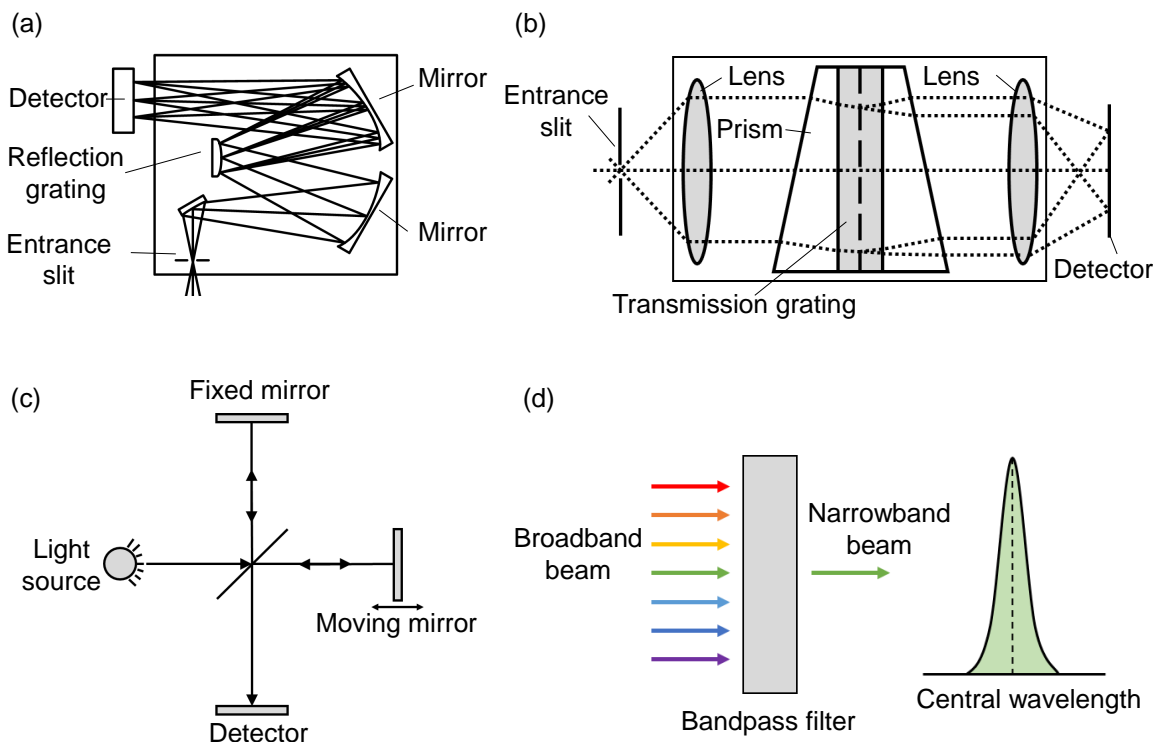 (a)
Detector
Mirror
Reflection
grating
Mirror
Entrance
slit
(b)
Lens
Lens
Entrance
slit
Prism
Detector
Transmission grating
(c)
Fixed mirror
Light
source
Moving mirror
Detector
(d)
Broadband
beam
Narrowband
beam
Bandpass filter
Central wavelength